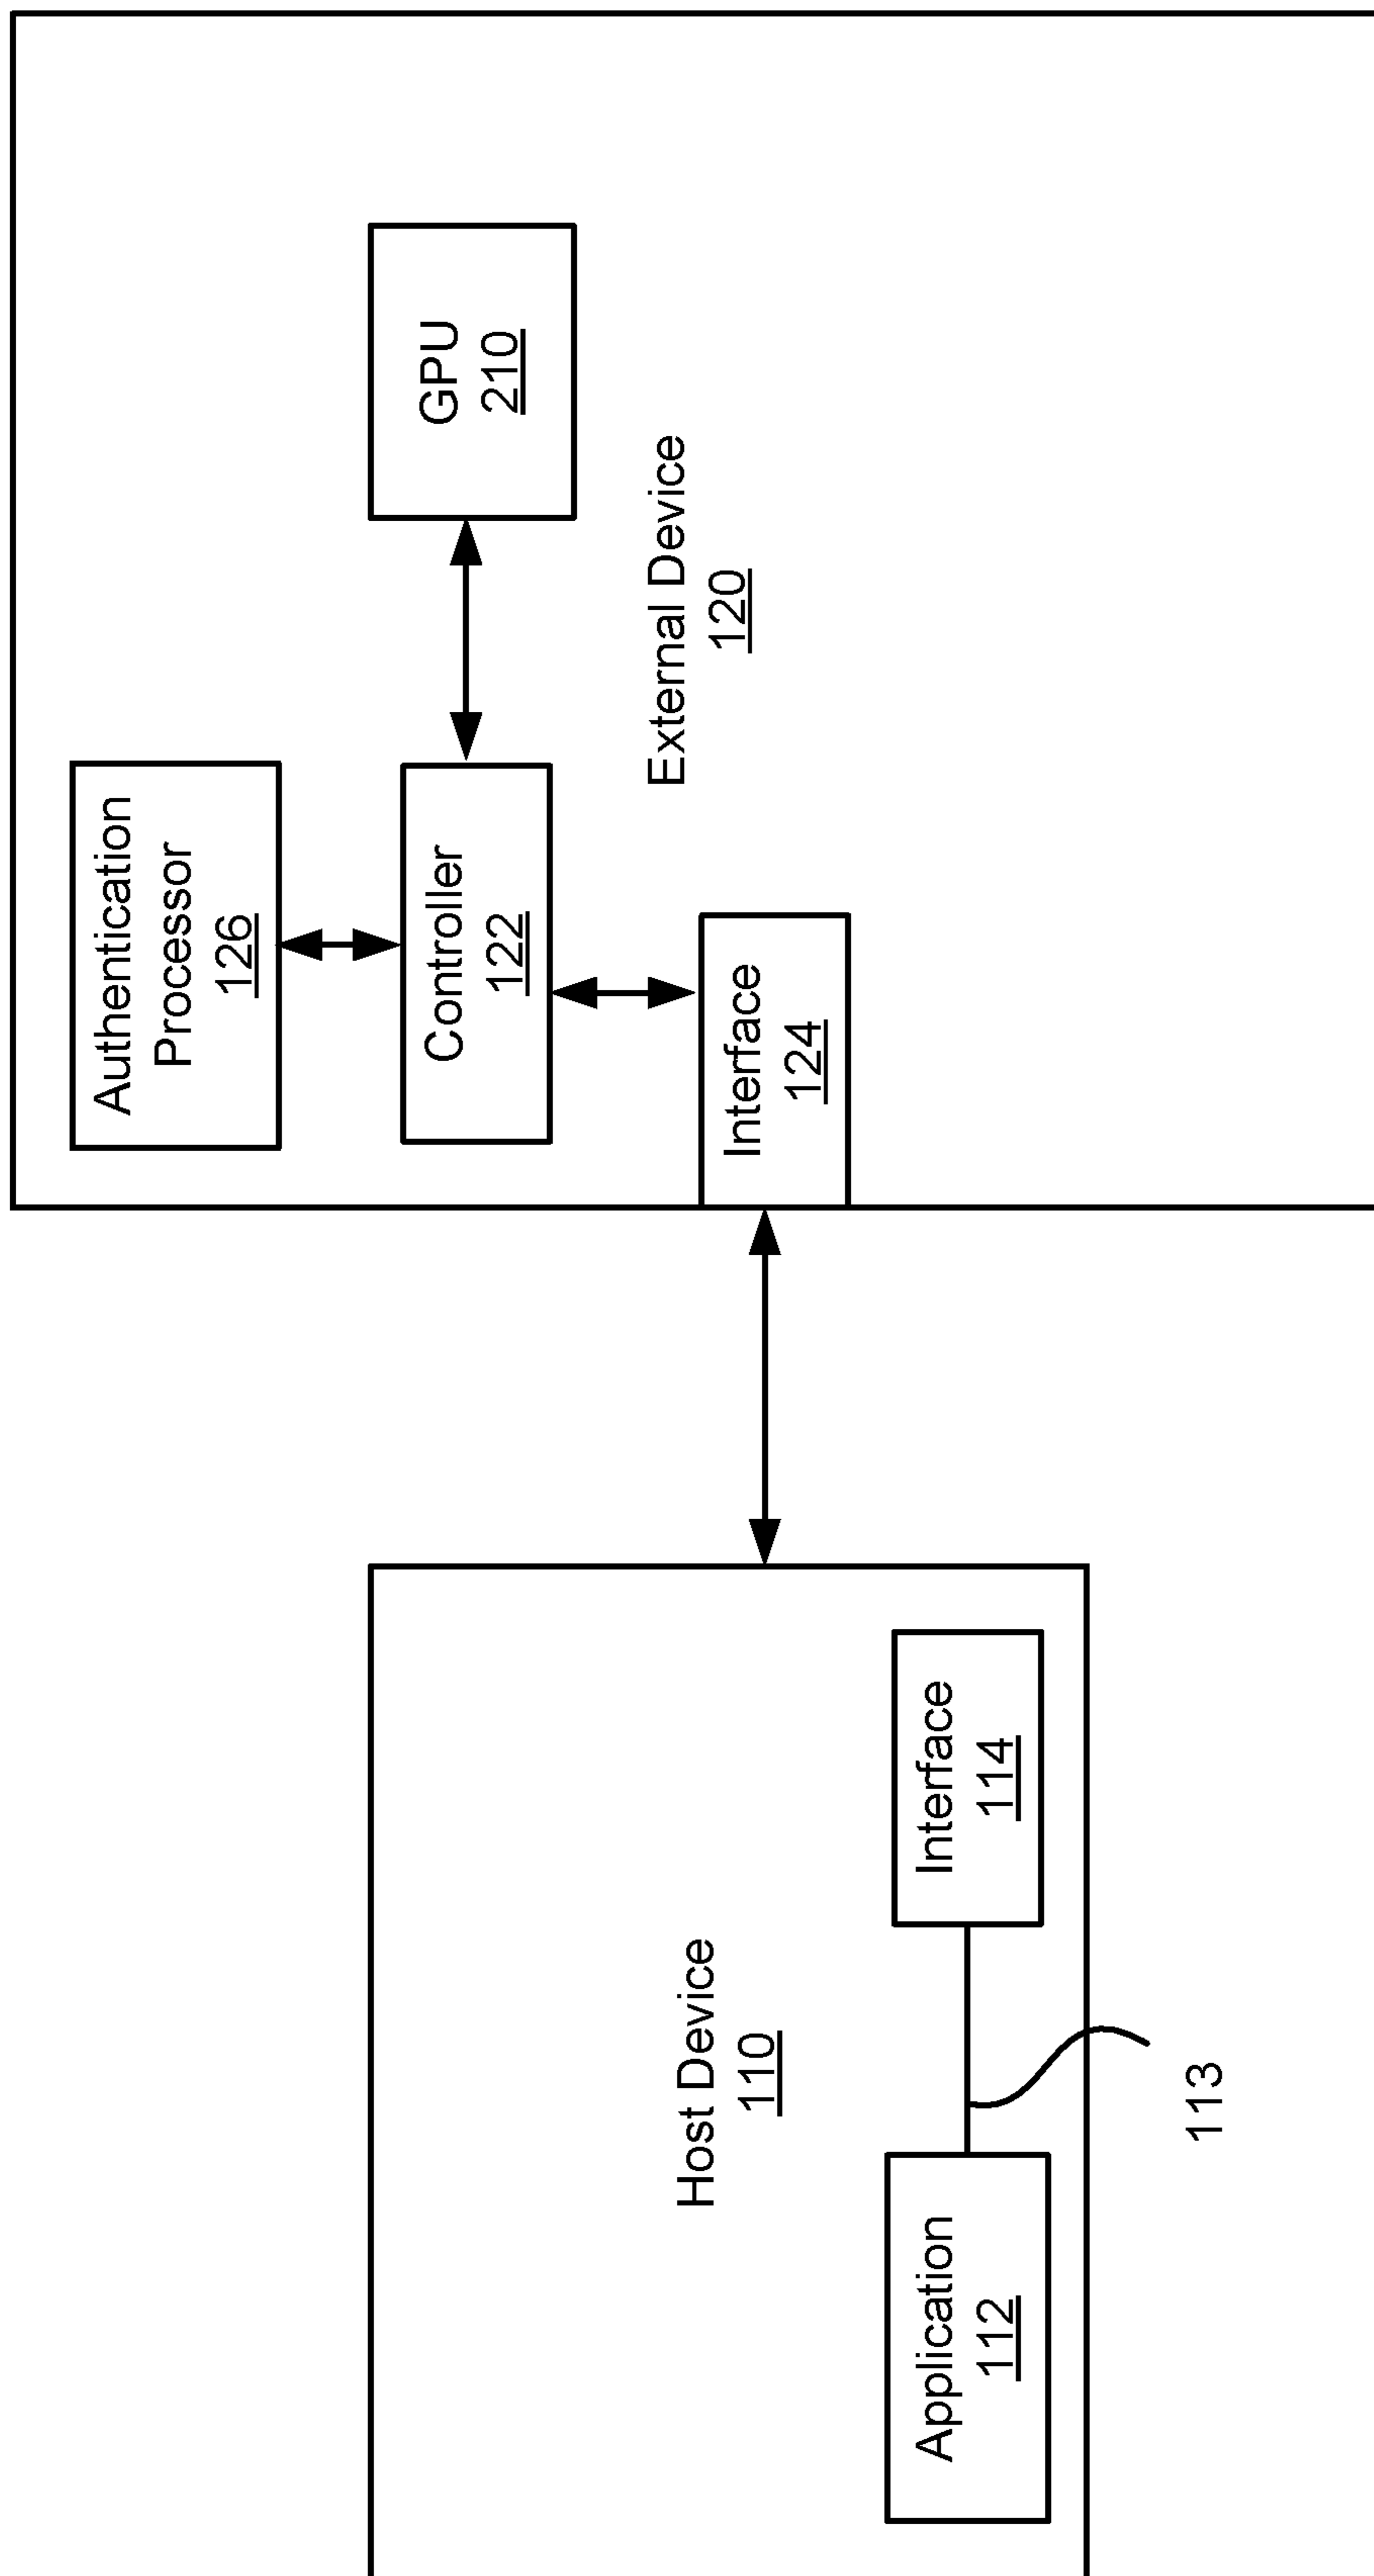 Host Device
110
Application
112
Interface
114
113
Authentication
Processor
126
Controller
122
Interface
124
GPU
210
External Device
120